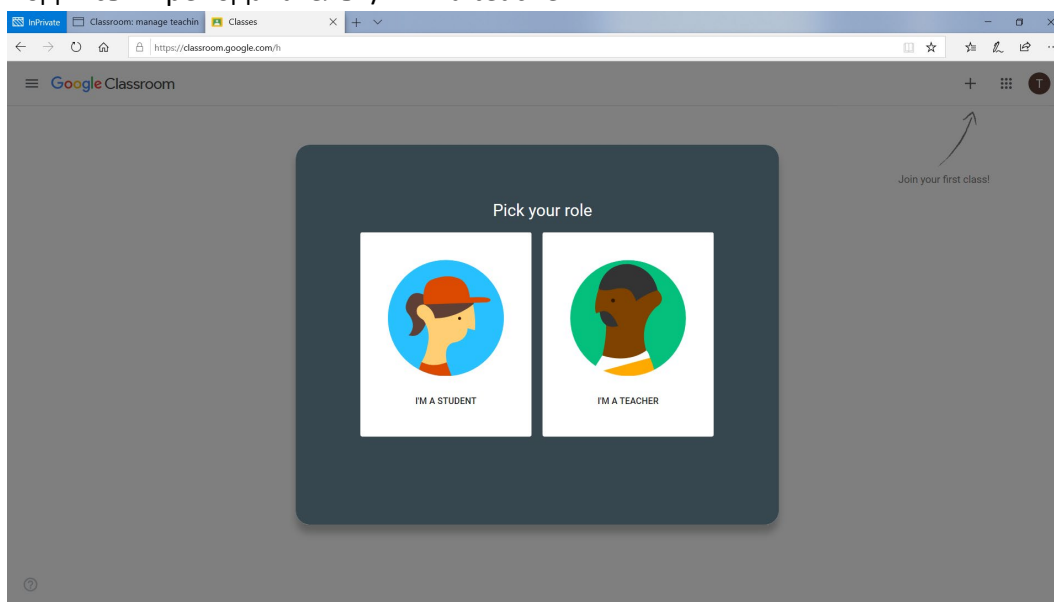 InPrivate Classroom: manage teachin Classes
https://classroom.google.com/h
Google Classroom T
Join your first class!
Pick your role
I'M A STUDENT I'M A TEACHER